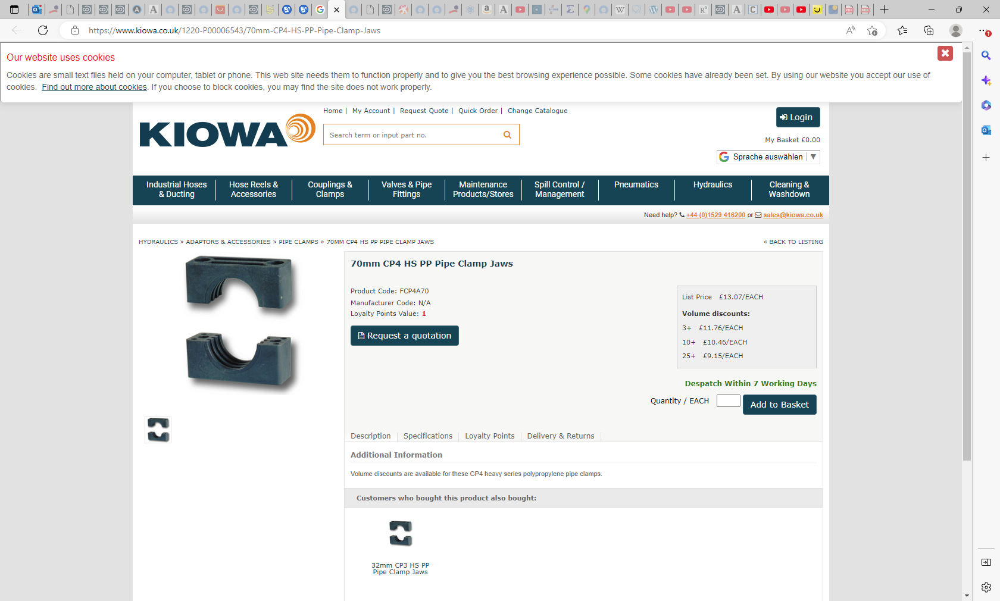 https://www.kiowa.co.uk/1220-P00006543/70mm-CP4-HS-PP-Pipe-Clamp-Jaws
Our website uses cookies
Cookies are small text files held on your computer, tablet or phone. This web site needs them to function properly and to give you the best browsing experience possible. Some cookies have already been set. By using our website you accept our use of
cookies. Find out more about cookies. If you choose to block cookies, you may find the site does not work properly.
Home | My Account | Request Quote | Quick Order | Change Catalogue
Login
KIOWA
Search term or input part no.
My Basket £0.00
Sprache auswählen ▼
Industrial Hoses & Ducting
Hose Reels & Accessories
Couplings & Clamps
Valves & Pipe Fittings
Maintenance Products/Stores
Spill Control / Management
Pneumatics
Hydraulics
Cleaning & Washdown
Need help? +44 (0)1529 416200 or sales@kiowa.co.uk
HYDRAULICS » ADAPTORS & ACCESSORIES » PIPE CLAMPS » 70MM CP4 HS PP PIPE CLAMP JAWS
« BACK TO LISTING
70mm CP4 HS PP Pipe Clamp Jaws
Product Code: FCP4A70
Manufacturer Code: N/A
Loyalty Points Value: 1
Request a quotation
List Price £13.07/EACH
Volume discounts:
3+ £11.76/EACH
10+ £10.46/EACH
25+ £9.15/EACH
Despatch Within 7 Working Days
Quantity / EACH
Add to Basket
Description
Specifications
Loyalty Points
Delivery & Returns
Additional Information
Volume discounts are available for these CP4 heavy series polypropylene pipe clamps.
Customers who bought this product also bought:
32mm CP3 HS PP
Pipe Clamp Jaws